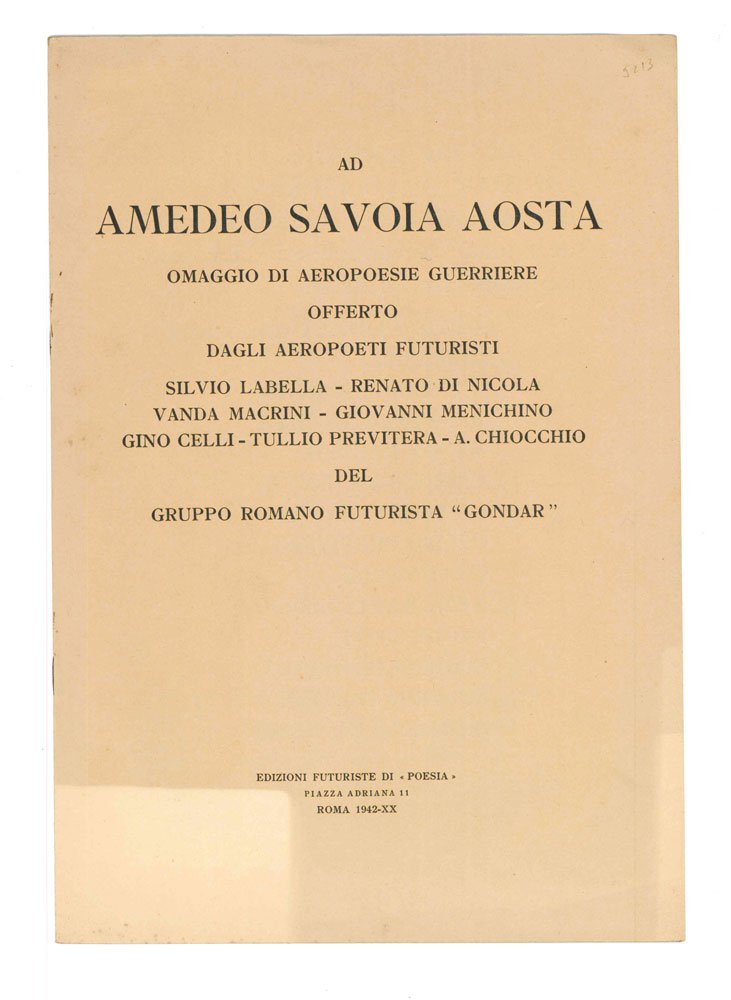 5213
AD
AMEDEO SAVOIA AOSTA
OMAGGIO DI AEROPOESIE GUERRIERE
OFFERTO
DAGLI AEROPOETI FUTURISTI
SILVIO LABELLA - RENATO DI NICOLA
VANDA MACRINI - GIOVANNI MENICHINO
GINO CELLI - TULLIO PREVITERA - A. CHIOCCHIO
DEL
GRUPPO ROMANO FUTURISTA "GONDAR"
EDIZIONI FUTURISTE DI « POESIA »
PIAZZA ADRIANA 11
ROMA 1942-XX